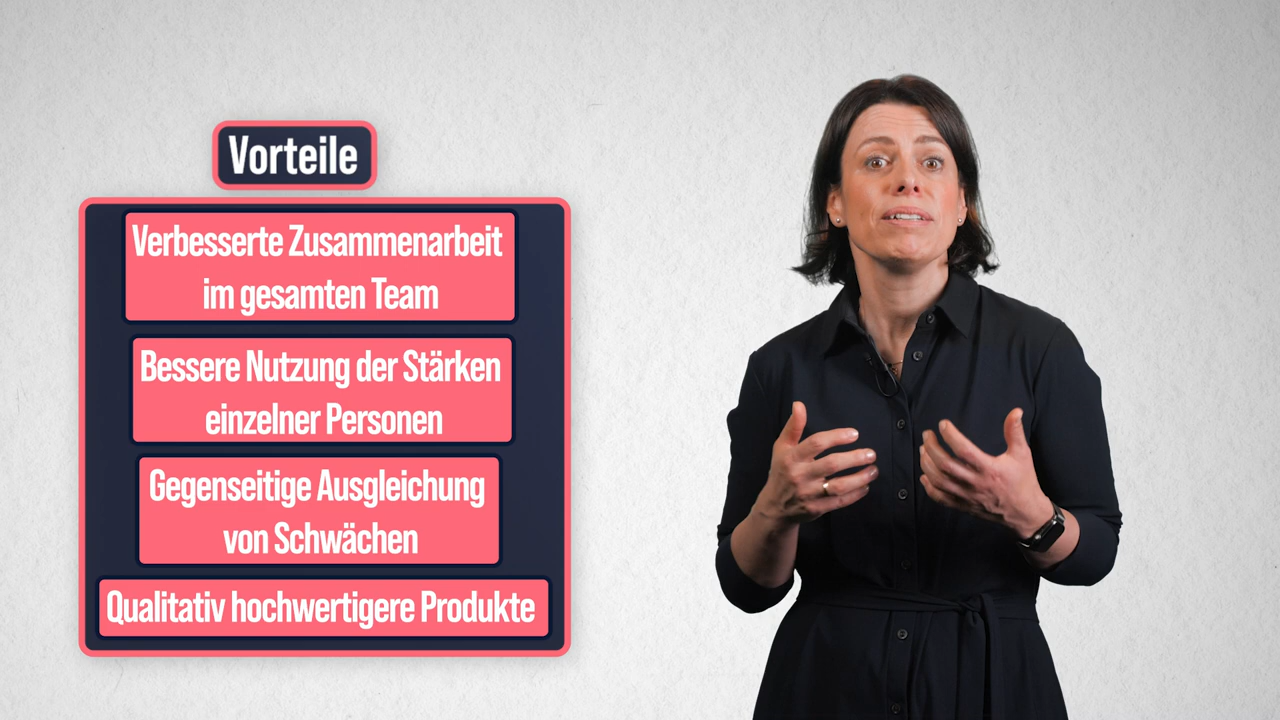 Vorteile
Verbesserte Zusammenarbeit
im gesamten Team
Bessere Nutzung der Stärken
einzelner Personen
Gegenseitige Ausgleichung
von Schwächen
Qualitativ hochwertigere Produkte